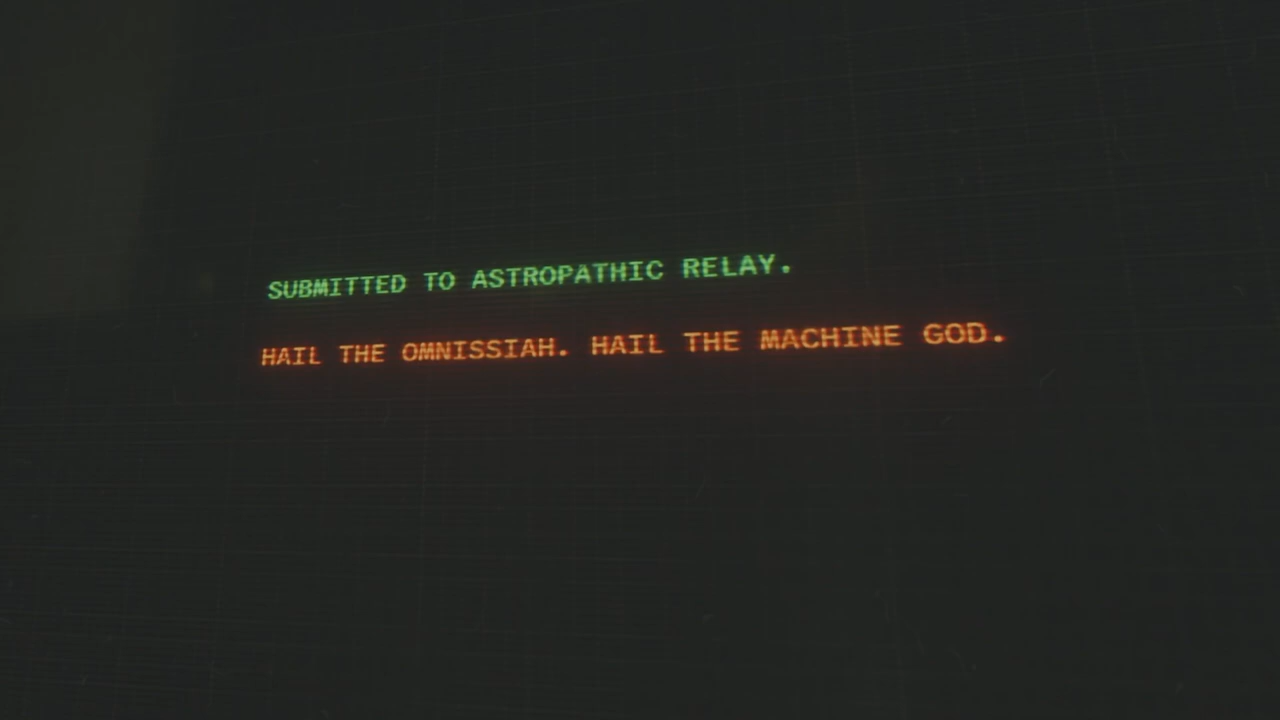 SUBMITTED TO ASTROPATHIC RELAY.
HAIL THE OMNISSIAH. HAIL THE MACHINE GOD.